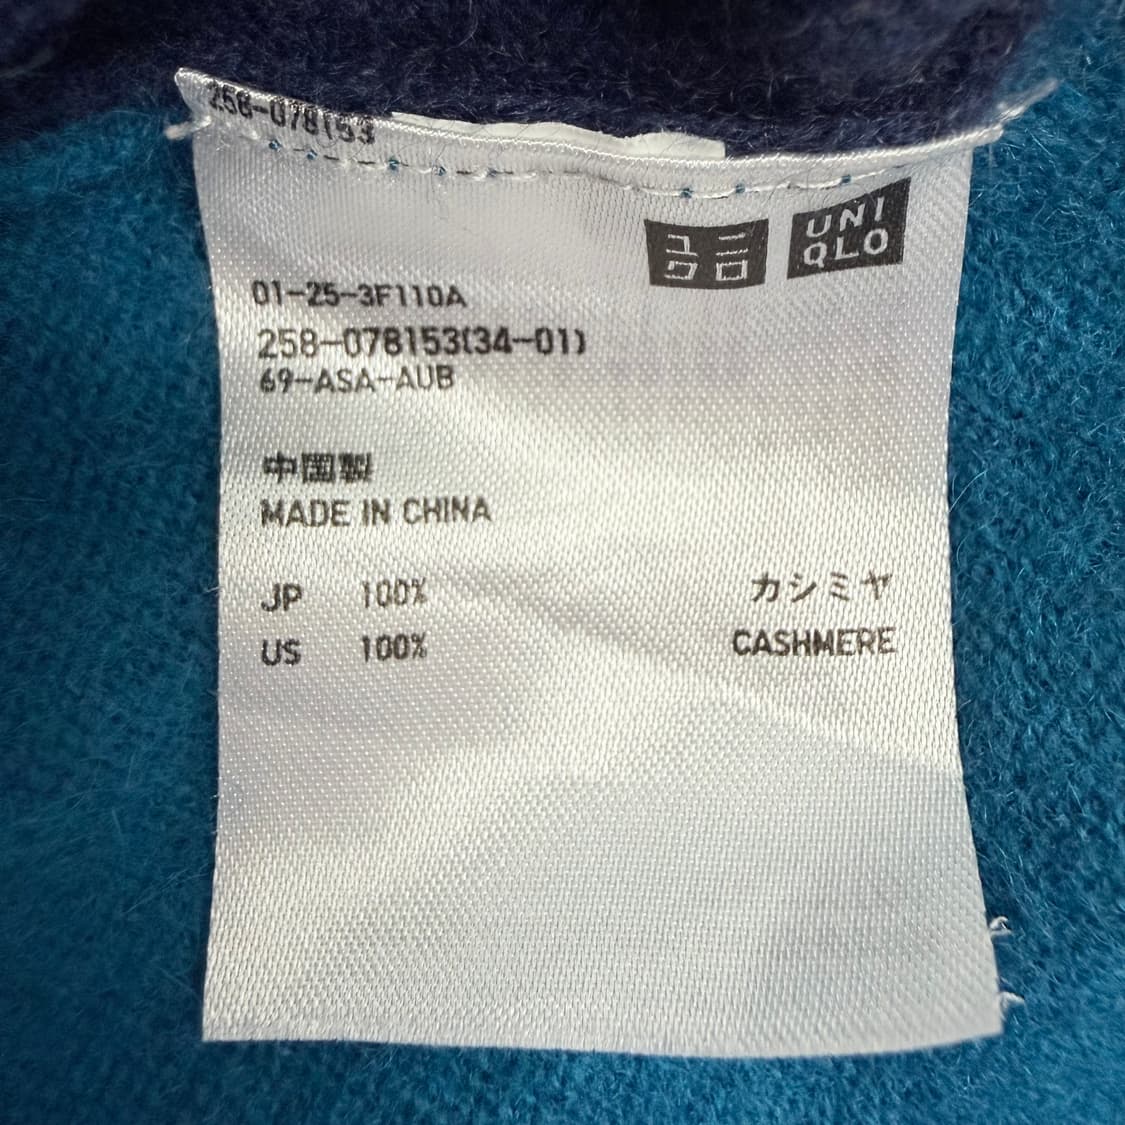 258-078153
ユニ
クロ
UNI
QLO
01-25-3F110A
258-078153(34-01)
69-ASA-AUB
中国製
MADE IN CHINA
JP 100% カシミヤ
US 100% CASHMERE